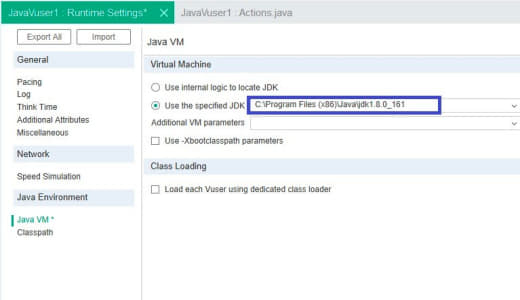 JavaVuser1 : Runtime Settings* JavaVuser1 : Actions.java
Export All Import
General
Pacing
Log
Think Time
Additional Attributes
Miscellaneous
Network
Speed Simulation
Java Environment
Java VM *
Classpath
Java VM
Virtual Machine
Use internal logic to locate JDK
Use the specified JDK C:\Program Files (x86)\Java\jdk1.8.0_161
Additional VM parameters
Use -Xbootclasspath parameters
Class Loading
Load each Vuser using dedicated class loader